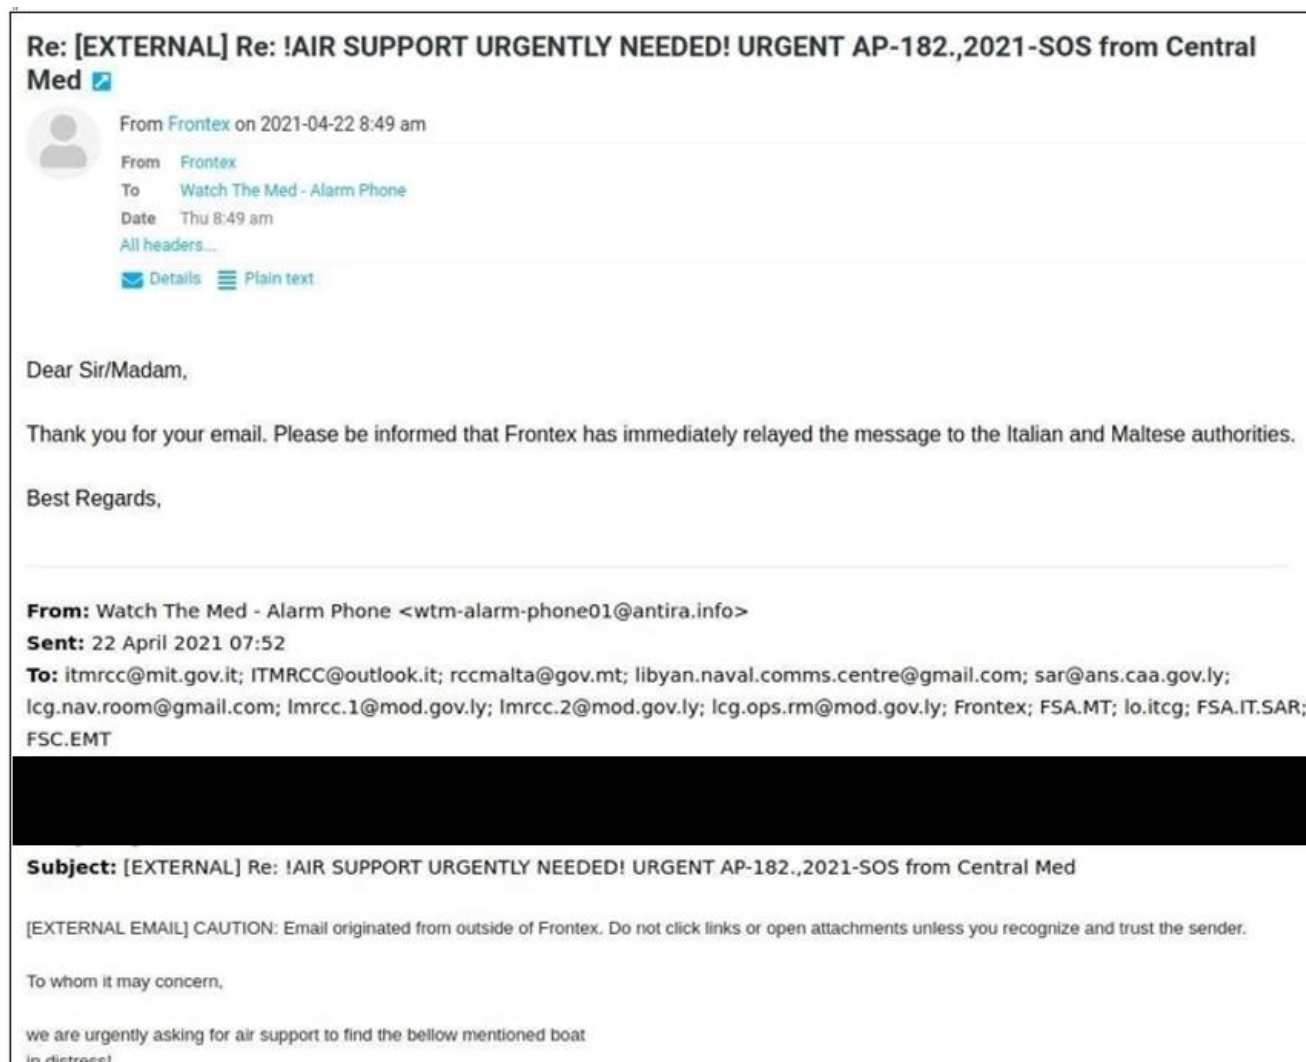 Re: [EXTERNAL] Re: !AIR SUPPORT URGENTLY NEEDED! URGENT AP-182.,2021-SOS from Central
Med
From Frontex on 2021-04-22 8:49 am
From Frontex
To Watch The Med - Alarm Phone
Date Thu 8:49 am
All headers...
Details Plain text
Dear Sir/Madam,
Thank you for your email. Please be informed that Frontex has immediately relayed the message to the Italian and Maltese authorities.
Best Regards,
From: Watch The Med - Alarm Phone <wtm-alarm-phone01@antira.info>
Sent: 22 April 2021 07:52
To: itmrcc@mit.gov.it; ITMRCC@outlook.it; rccmalta@gov.mt; libyan.naval.comms.centre@gmail.com; sar@ans.caa.gov.ly;
lcg.nav.room@gmail.com; lmrcc.1@mod.gov.ly; lmrcc.2@mod.gov.ly; lcg.ops.rm@mod.gov.ly; Frontex; FSA.MT; lo.itcg; FSA.IT.SAR;
FSC.EMT
Subject: [EXTERNAL] Re: !AIR SUPPORT URGENTLY NEEDED! URGENT AP-182.,2021-SOS from Central Med
[EXTERNAL EMAIL] CAUTION: Email originated from outside of Frontex. Do not click links or open attachments unless you recognize and trust the sender.
To whom it may concern,
we are urgently asking for air support to find the bellow mentioned boat
in distress!